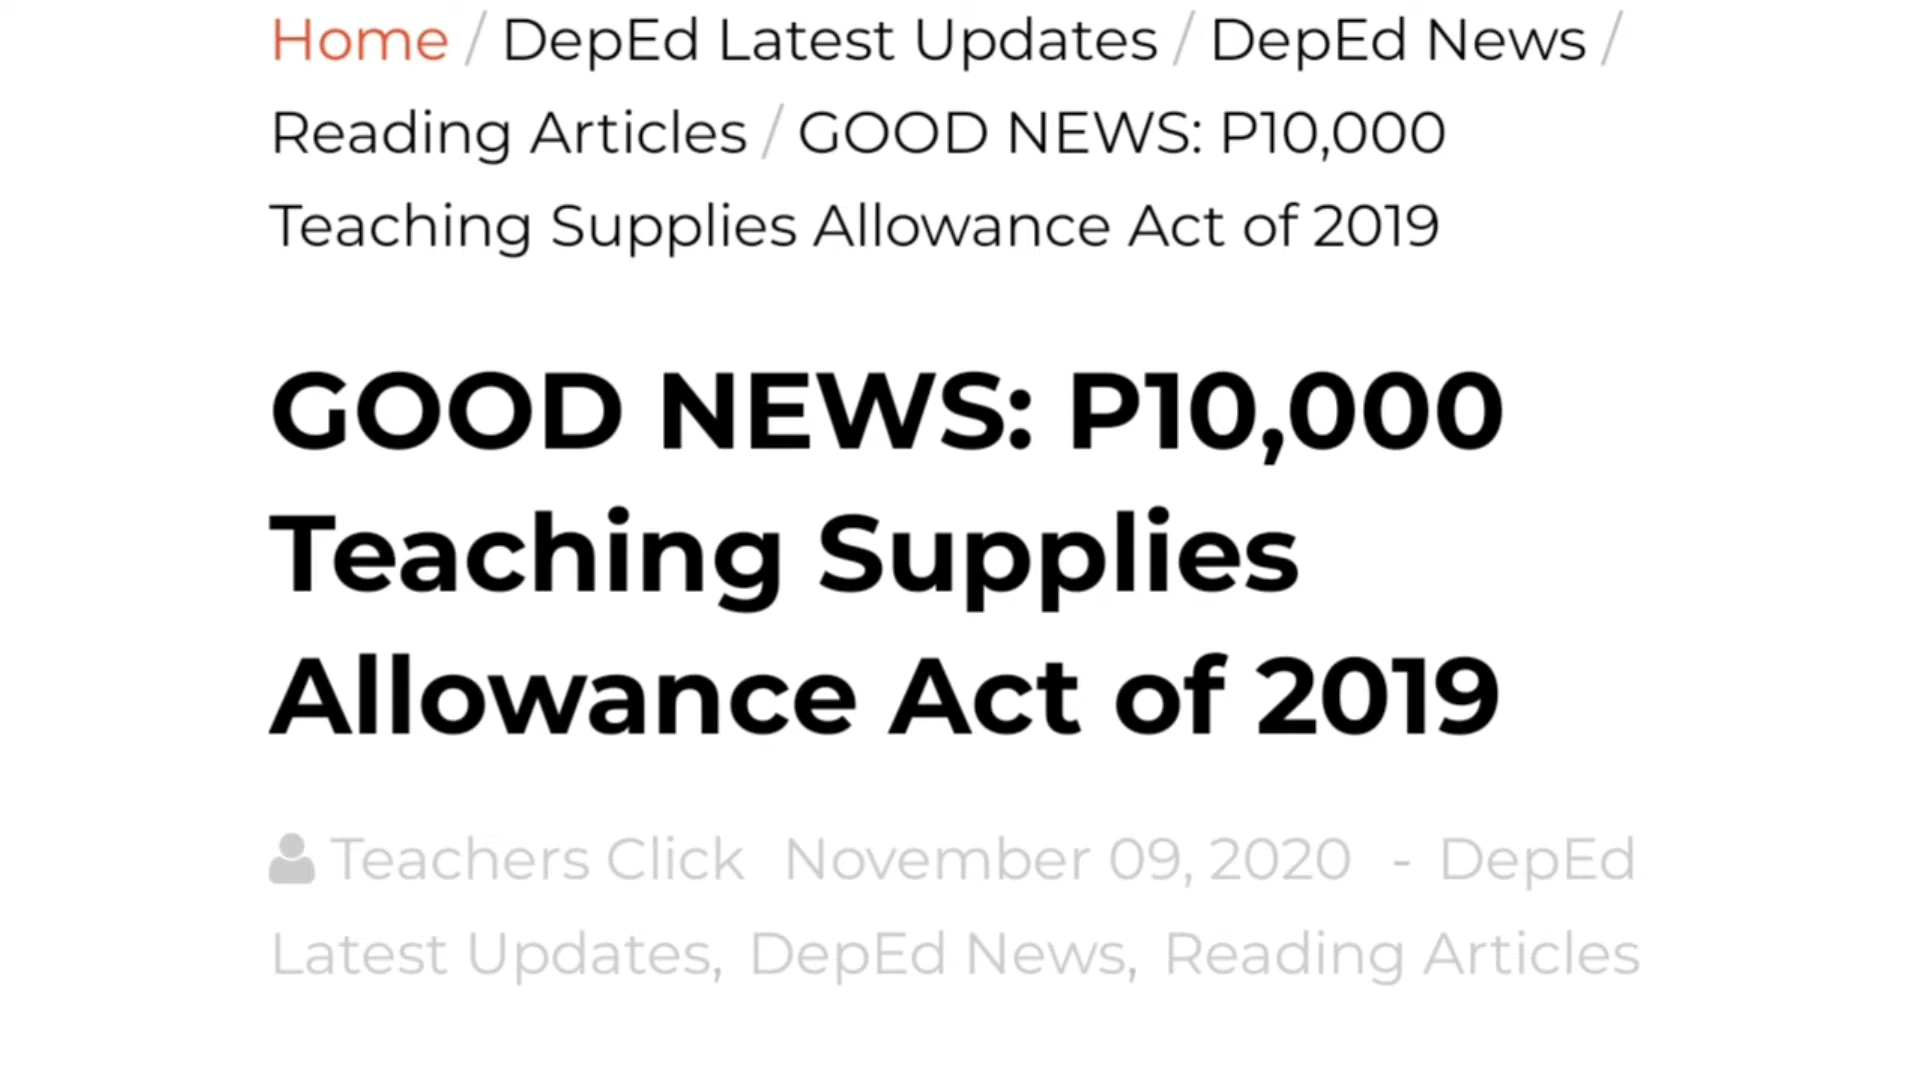 Home / DepEd Latest Updates / DepEd News /
Reading Articles / GOOD NEWS: P10,000
Teaching Supplies Allowance Act of 2019
GOOD NEWS: P10,000
Teaching Supplies
Allowance Act of 2019
Teachers Click November 09, 2020 - DepEd
Latest Updates, DepEd News, Reading Articles